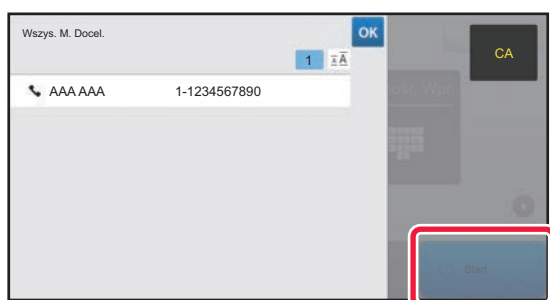 Wszys. M. Docel.
OK
CA
1
AAA AAA 1-1234567890
Start